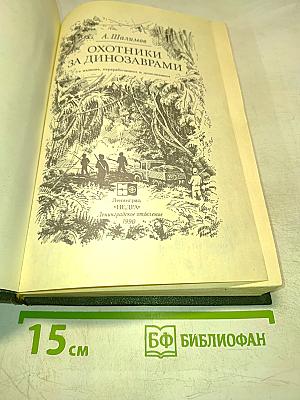 А. Шалимов
ОХОТНИКИ
ЗА ДИНОЗАВРАМИ
Ленинград
«НЕДРА»
Ленинградское отделение
1990
15 см
БФ БИБЛИОФАН